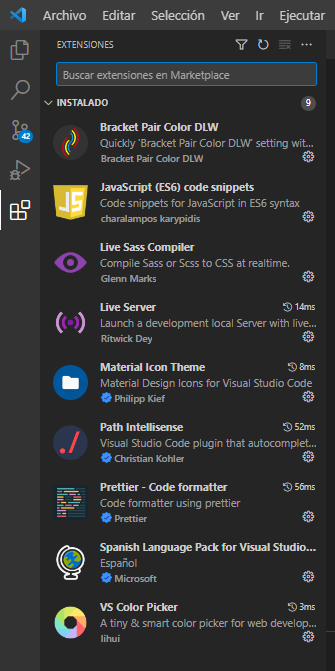 Archivo Editar Selección Ver Ir Ejecutar
EXTENSIONES
Buscar extensiones en Marketplace
INSTALADO 9
Bracket Pair Color DLW
Quickly 'Bracket Pair Color DLW' setting wit...
Bracket Pair Color DLW
42
JS
JavaScript (ES6) code snippets
Code snippets for JavaScript in ES6 syntax
charalampos karypidis
Live Sass Compiler
Compile Sass or Scss to CSS at realtime.
Glenn Marks
Live Server 14ms
Launch a development local Server with live...
Ritwick Dey
Material Icon Theme 8ms
Material Design Icons for Visual Studio Code
Philipp Kief
Path Intellisense 52ms
Visual Studio Code plugin that autocomplet...
Christian Kohler
Prettier - Code formatter 56ms
Code formatter using prettier
Prettier
Spanish Language Pack for Visual Studio...
Español
Microsoft
VS Color Picker 3ms
A tiny & smart color picker for web develop...
lihui